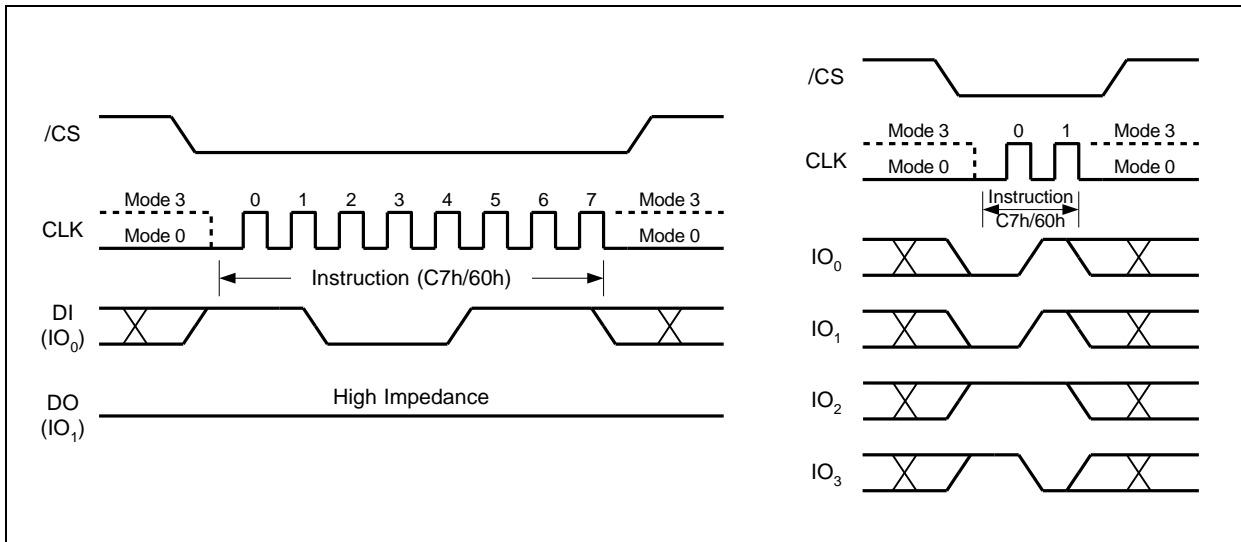 /CS
Mode 3 0 1 2 3 4 5 6 7 Mode 3
CLK
Mode 0 Mode 0
Instruction (C7h/60h)
DI
(IO0)
High Impedance
DO
(IO1)
/CS
Mode 3 0 1 Mode 3
CLK
Mode 0 Mode 0
Instruction
C7h/60h
IO0
IO1
IO2
IO3